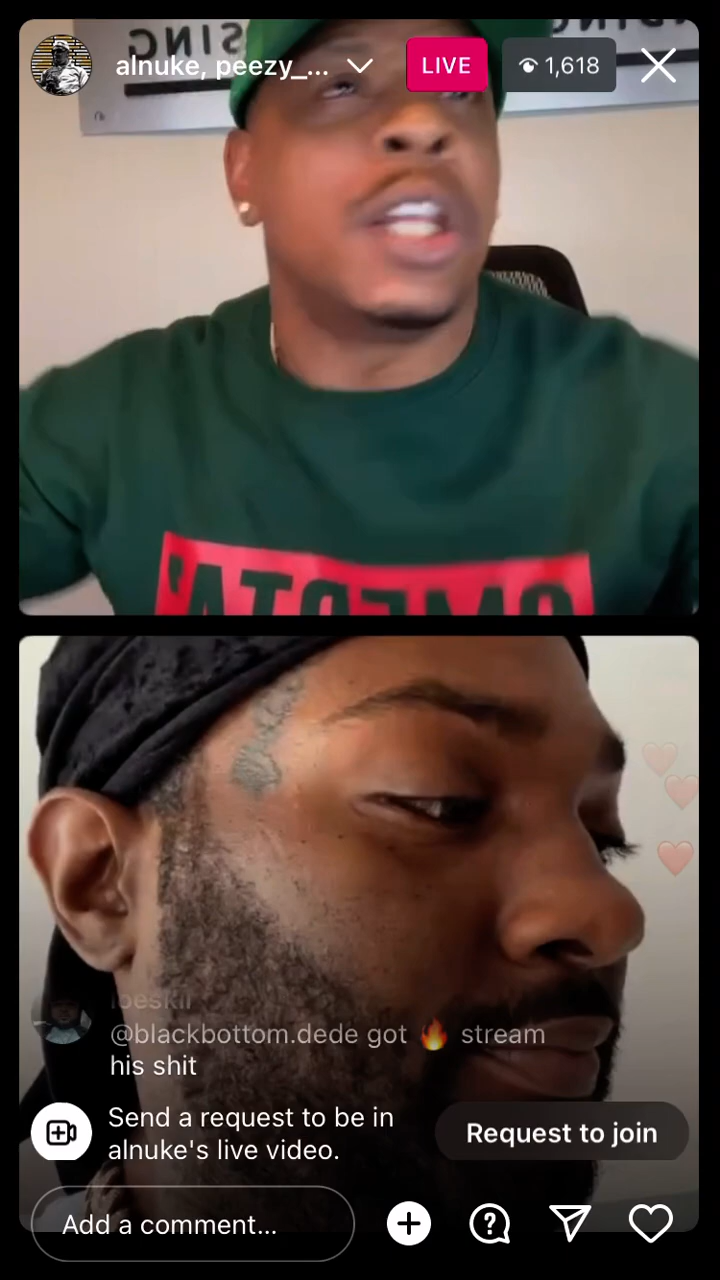 alnuke, peezy_...
LIVE
1,618
loeskii
@blackbottom.dede got 🔥 stream
his shit
Send a request to be in
alnuke's live video.
Request to join
Add a comment...